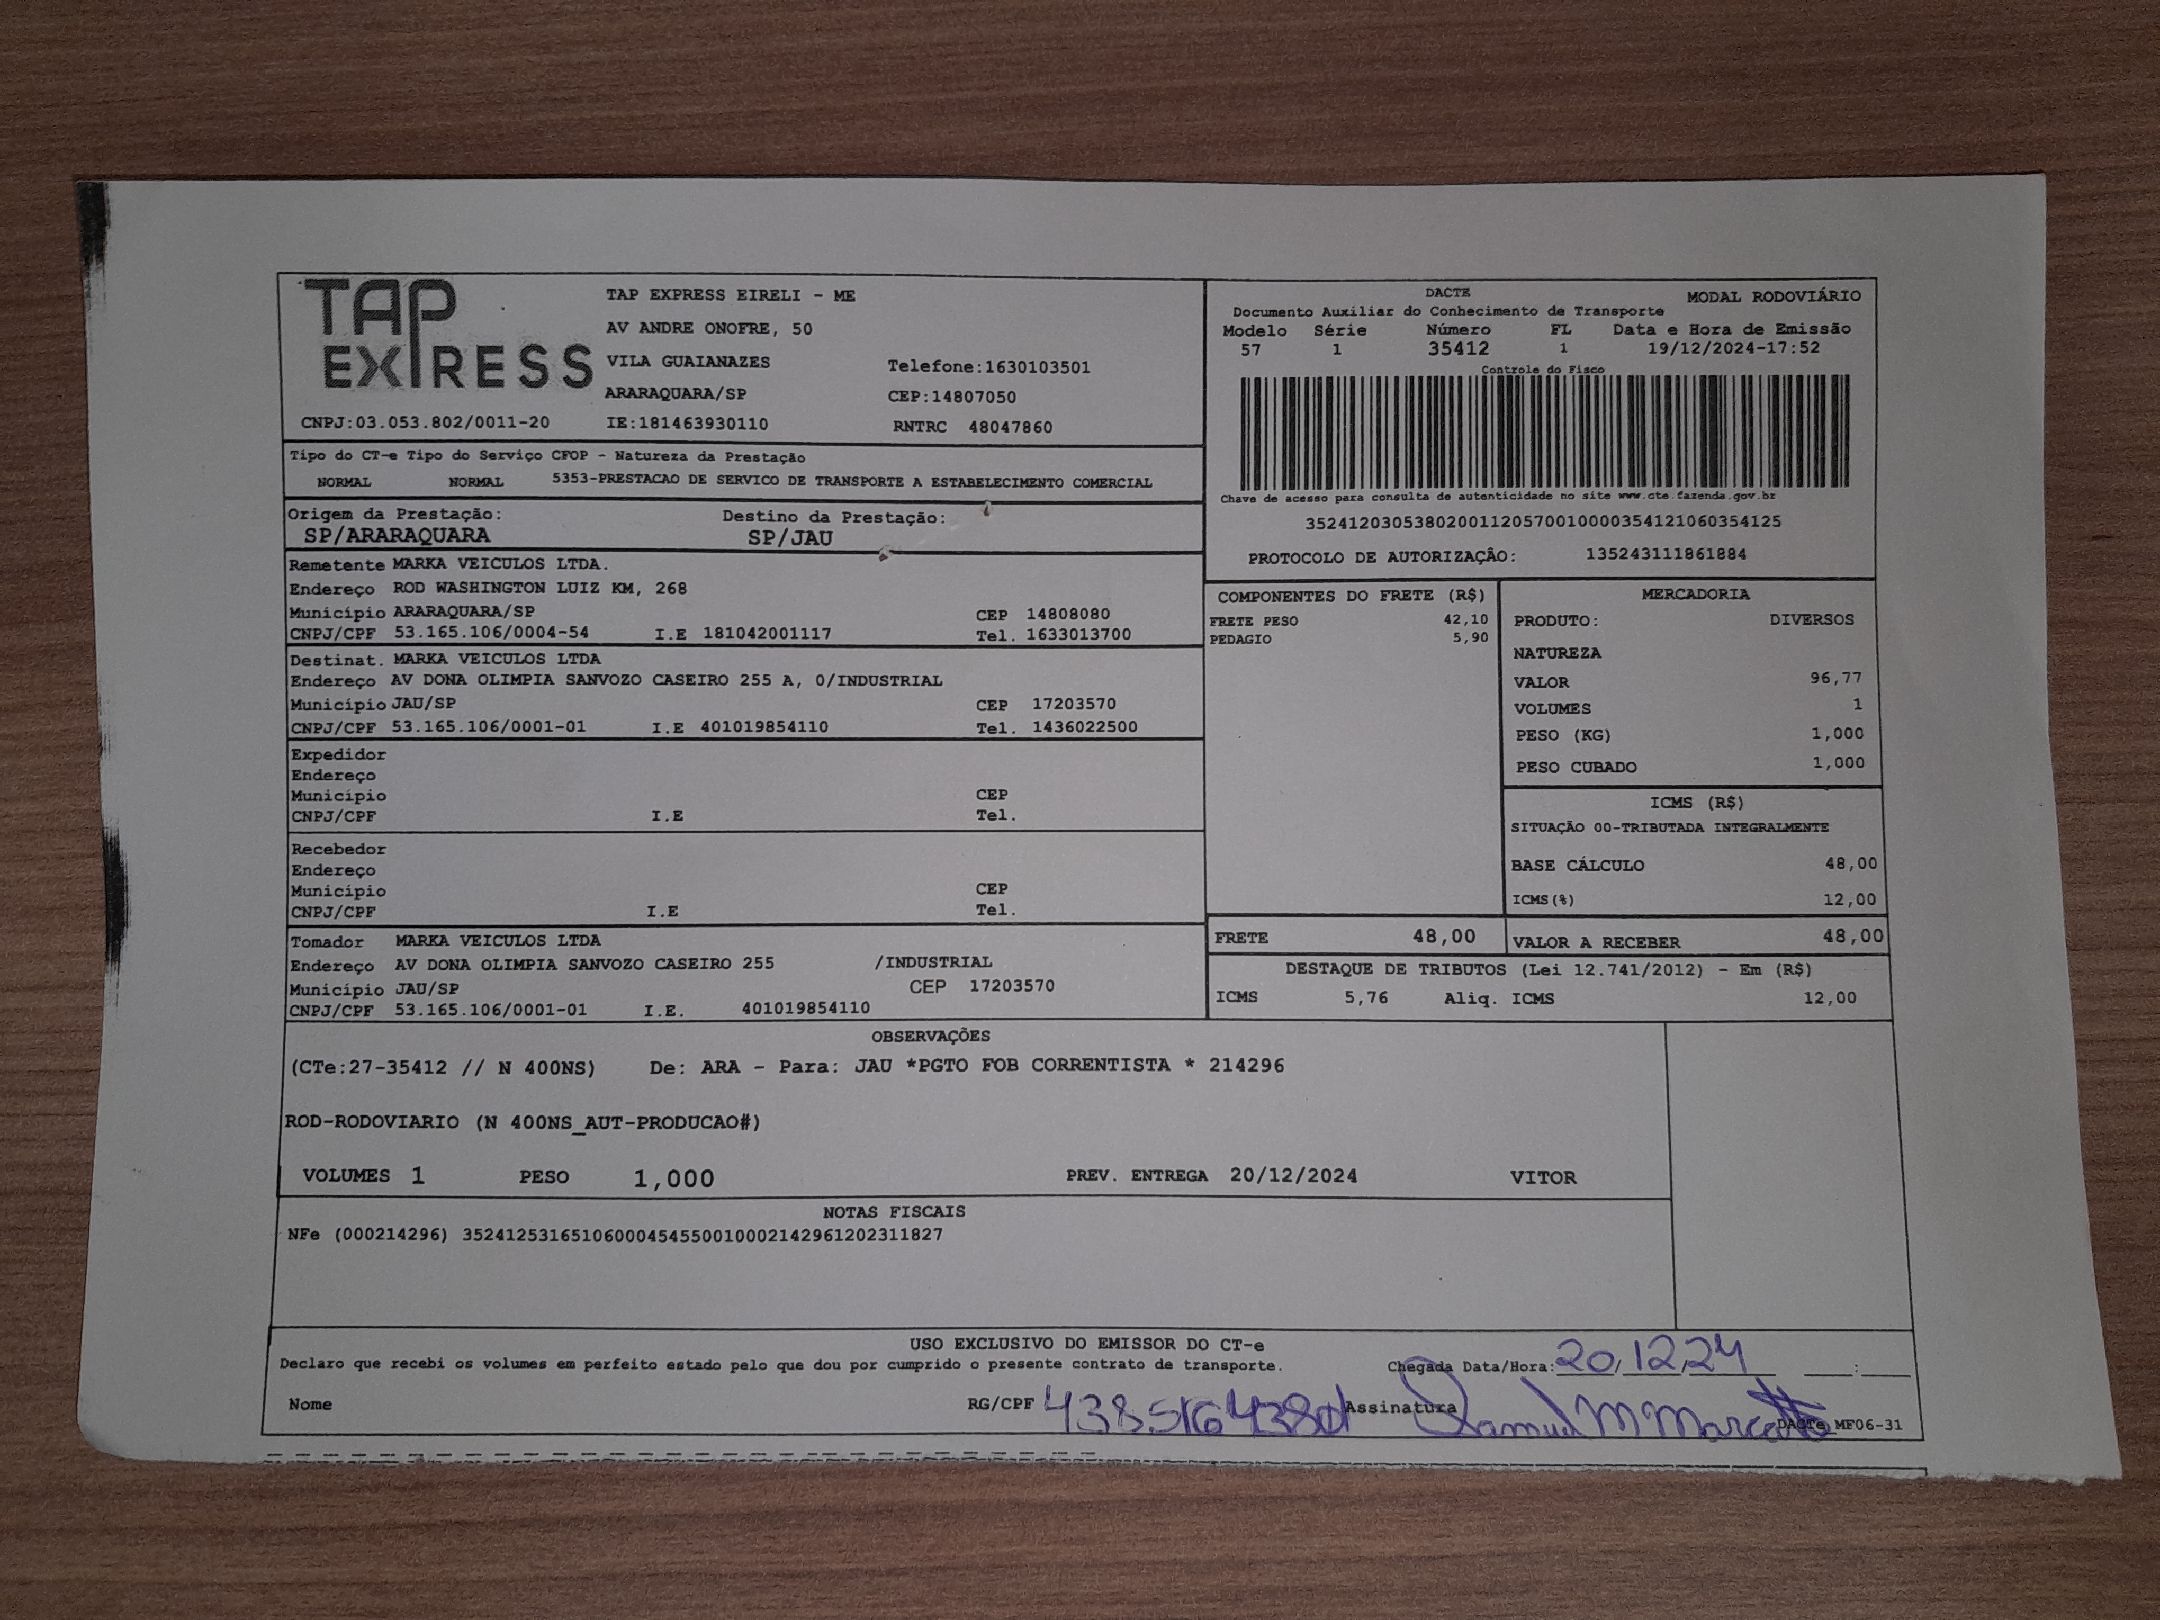 TAP EXPRESS
TAP EXPRESS EIRELI - ME
AV ANDRE ONOFRE, 50
VILA GUAIANAZES Telefone:1630103501
ARARAQUARA/SP CEP:14807050
CNPJ:03.053.802/0011-20 IE:181463930110 RNTRC 48047860
DACTE MODAL RODOVIÁRIO
Documento Auxiliar do Conhecimento de Transporte
Modelo Série Número FL Data e Hora de Emissão
57 1 35412 1 19/12/2024-17:52
Controle do Fisco
Chave de acesso para consulta de autenticidade no site www.cte.fazenda.gov.br
35241203053802001120570010000354121060354125
PROTOCOLO DE AUTORIZAÇÃO: 135243111861884
Tipo do CT-e Tipo do Serviço CFOP - Natureza da Prestação
NORMAL NORMAL 5353-PRESTACAO DE SERVICO DE TRANSPORTE A ESTABELECIMENTO COMERCIAL
Origem da Prestação: Destino da Prestação:
SP/ARARAQUARA SP/JAU
Remetente MARKA VEICULOS LTDA.
Endereço ROD WASHINGTON LUIZ KM, 268
Município ARARAQUARA/SP CEP 14808080
CNPJ/CPF 53.165.106/0004-54 I.E 181042001117 Tel. 1633013700
Destinat. MARKA VEICULOS LTDA
Endereço AV DONA OLIMPIA SANVOZO CASEIRO 255 A, 0/INDUSTRIAL
Município JAU/SP CEP 17203570
CNPJ/CPF 53.165.106/0001-01 I.E 401019854110 Tel. 1436022500
Expedidor
Endereço
Município CEP
CNPJ/CPF I.E Tel.
Recebedor
Endereço
Município CEP
CNPJ/CPF I.E Tel.
Tomador MARKA VEICULOS LTDA
Endereço AV DONA OLIMPIA SANVOZO CASEIRO 255 /INDUSTRIAL
Município JAU/SP CEP 17203570
CNPJ/CPF 53.165.106/0001-01 I.E. 401019854110
COMPONENTES DO FRETE (R$)
FRETE PESO 42,10
PEDAGIO 5,90
MERCADORIA
PRODUTO: DIVERSOS
NATUREZA
VALOR 96,77
VOLUMES 1
PESO (KG) 1,000
PESO CUBADO 1,000
ICMS (R$)
SITUAÇÃO 00-TRIBUTADA INTEGRALMENTE
BASE CÁLCULO 48,00
ICMS(%) 12,00
FRETE 48,00 VALOR A RECEBER 48,00
DESTAQUE DE TRIBUTOS (Lei 12.741/2012) - Em (R$)
ICMS 5,76 Aliq. ICMS 12,00
OBSERVAÇÕES
(CTe:27-35412 // N 400NS) De: ARA - Para: JAU *PGTO FOB CORRENTISTA * 214296
ROD-RODOVIARIO (N 400NS_AUT-PRODUCAO#)
VOLUMES 1 PESO 1,000 PREV. ENTREGA 20/12/2024 VITOR
NOTAS FISCAIS
NFe (000214296) 35241253165106000454550010002142961202311827
USO EXCLUSIVO DO EMISSOR DO CT-e
Declaro que recebi os volumes em perfeito estado pelo que dou por cumprido o presente contrato de transporte. Chegada Data/Hora: 20/12/24 :
Nome RG/CPF Assinatura Samuel M Marcatto
DACTe MF06-31